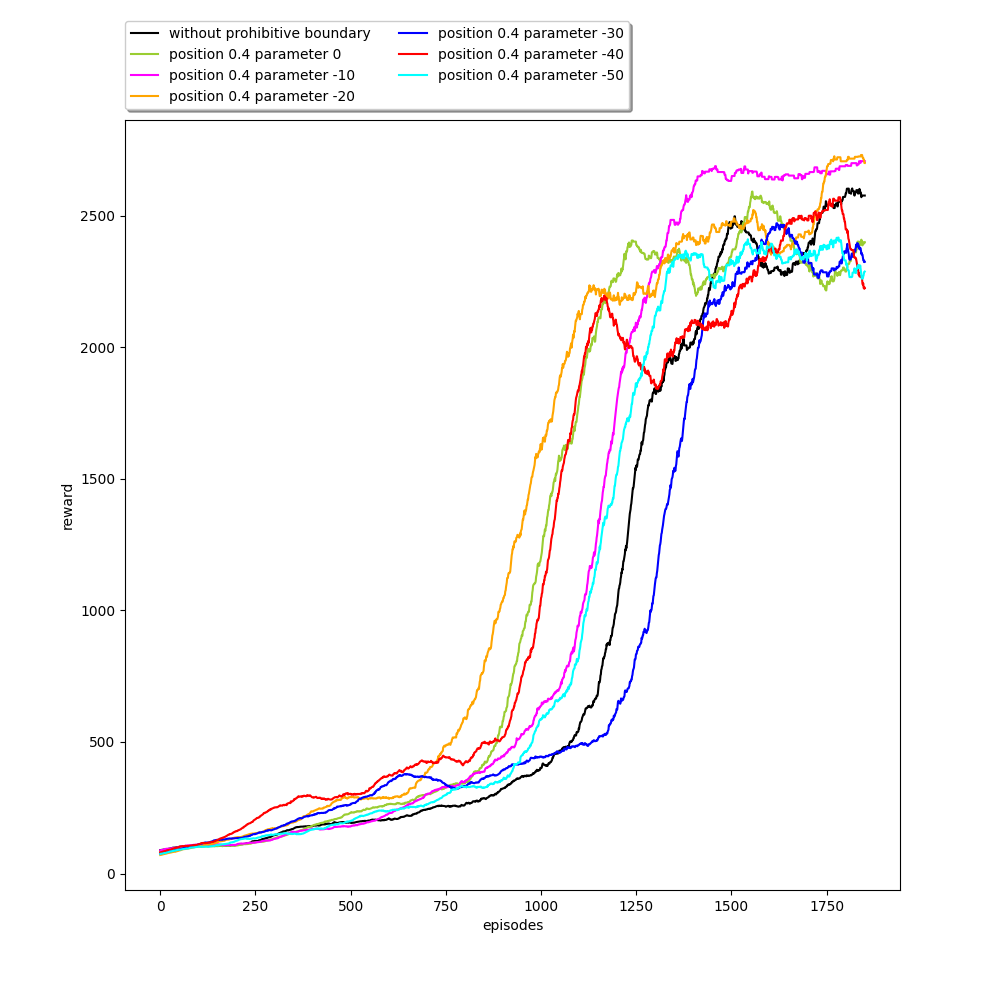 without prohibitive boundary
position 0.4 parameter 0
position 0.4 parameter -10
position 0.4 parameter -20
position 0.4 parameter -30
position 0.4 parameter -40
position 0.4 parameter -50
2500
2000
1500
1000
500
0
reward
0 250 500 750 1000 1250 1500 1750
episodes